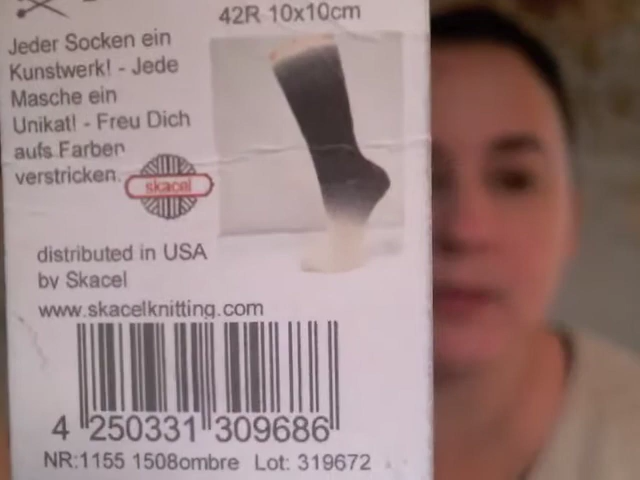 42R 10x10cm
Jeder Socken ein
Kunstwerk! - Jede
Masche ein
Unikat! - Freu Dich
aufs Farben
verstricken.
skacel
distributed in USA
by Skacel
www.skacelknitting.com
4 250331 309686
NR:1155 1508ombre Lot: 319672